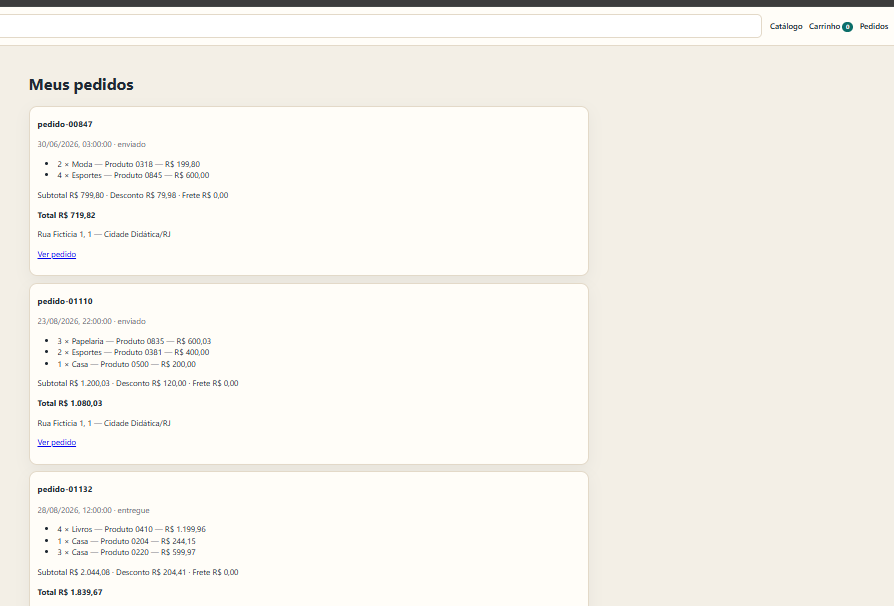 Catálogo Carrinho 0 Pedidos
Meus pedidos
pedido-00847
30/06/2026, 03:00:00 · enviado
2 × Moda — Produto 0318 — R$ 199,80
4 × Esportes — Produto 0845 — R$ 600,00
Subtotal R$ 799,80 · Desconto R$ 79,98 · Frete R$ 0,00
Total R$ 719,82
Rua Fictícia 1, 1 — Cidade Didática/RJ
Ver pedido
pedido-01110
23/08/2026, 22:00:00 · enviado
3 × Papelaria — Produto 0835 — R$ 600,03
2 × Esportes — Produto 0381 — R$ 400,00
1 × Casa — Produto 0500 — R$ 200,00
Subtotal R$ 1.200,03 · Desconto R$ 120,00 · Frete R$ 0,00
Total R$ 1.080,03
Rua Fictícia 1, 1 — Cidade Didática/RJ
Ver pedido
pedido-01132
28/08/2026, 12:00:00 · entregue
4 × Livros — Produto 0410 — R$ 1.199,96
1 × Casa — Produto 0204 — R$ 244,15
3 × Casa — Produto 0220 — R$ 599,97
Subtotal R$ 2.044,08 · Desconto R$ 204,41 · Frete R$ 0,00
Total R$ 1.839,67